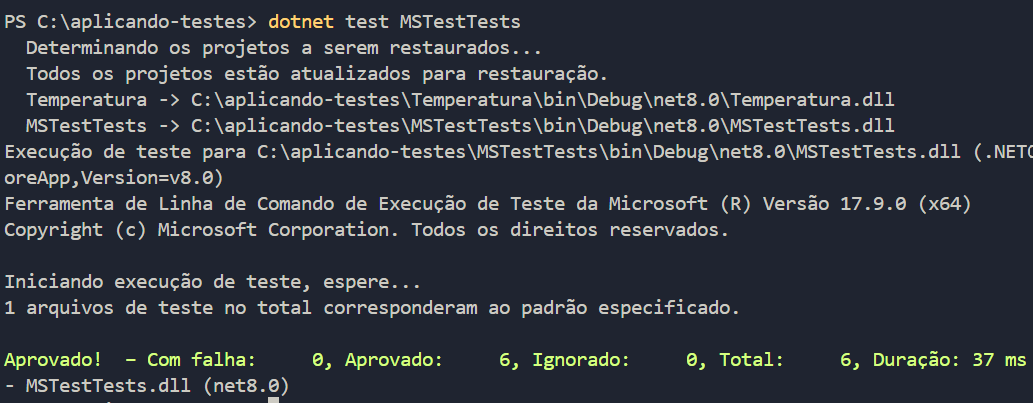 PS C:\aplicando-testes> dotnet test MSTestTests
Determinando os projetos a serem restaurados...
Todos os projetos estão atualizados para restauração.
Temperatura -> C:\aplicando-testes\Temperatura\bin\Debug\net8.0\Temperatura.dll
MSTestTests -> C:\aplicando-testes\MSTestTests\bin\Debug\net8.0\MSTestTests.dll
Execução de teste para C:\aplicando-testes\MSTestTests\bin\Debug\net8.0\MSTestTests.dll (.NETC
oreApp,Version=v8.0)
Ferramenta de Linha de Comando de Execução de Teste da Microsoft (R) Versão 17.9.0 (x64)
Copyright (c) Microsoft Corporation. Todos os direitos reservados.
Iniciando execução de teste, espere...
1 arquivos de teste no total corresponderam ao padrão especificado.
Aprovado!  – Com falha:     0, Aprovado:     6, Ignorado:     0, Total:     6, Duração: 37 ms
- MSTestTests.dll (net8.0)